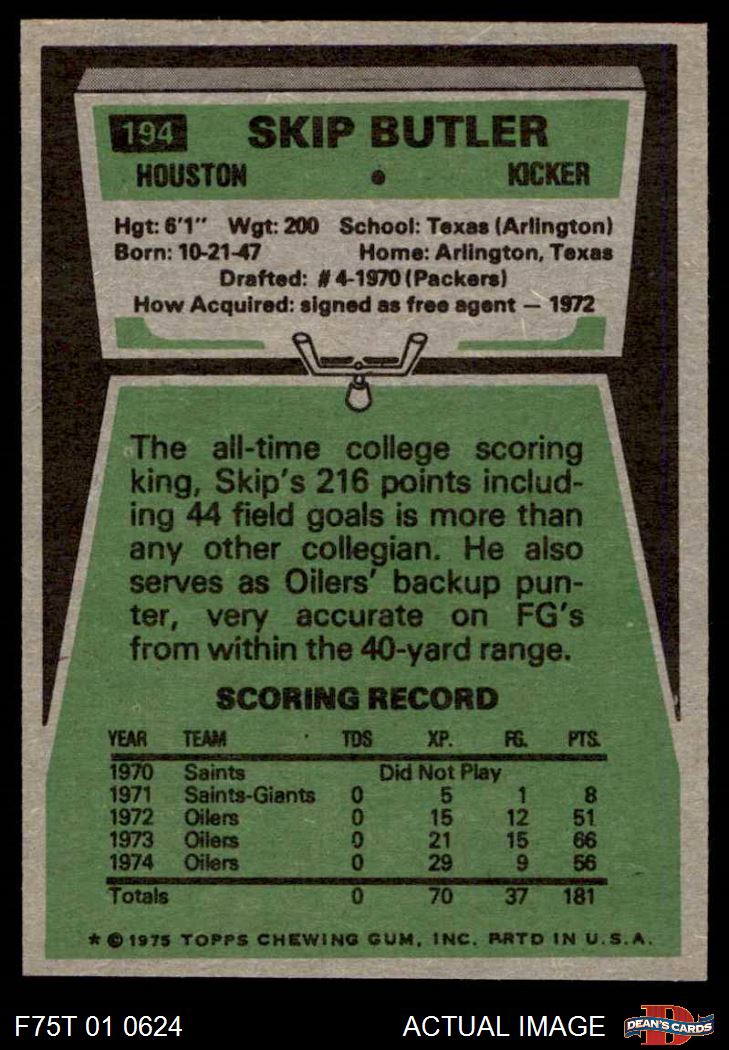 194 SKIP BUTLER
HOUSTON • KICKER
Hgt: 6'1" Wgt: 200 School: Texas (Arlington)
Born: 10-21-47 Home: Arlington, Texas
Drafted: #4-1970 (Packers)
How Acquired: signed as free agent — 1972
The all-time college scoring
king, Skip's 216 points includ-
ing 44 field goals is more than
any other collegian. He also
serves as Oilers' backup pun-
ter, very accurate on FG's
from within the 40-yard range.
SCORING RECORD
YEAR TEAM TDS XP. FG. PTS.
1970 Saints Did Not Play
1971 Saints-Giants 0 5 1 8
1972 Oilers 0 15 12 51
1973 Oilers 0 21 15 66
1974 Oilers 0 29 9 56
Totals 0 70 37 181
* © 1975 TOPPS CHEWING GUM, INC. PRTD IN U.S.A.
F75T 01 0624 ACTUAL IMAGE D DEAN'S CARDS